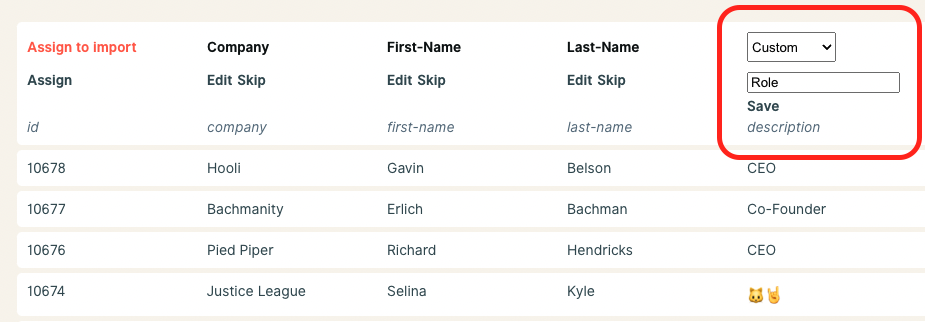 Assign to import Company First-Name Last-Name Custom
Assign Edit Skip Edit Skip Edit Skip Role
Save
id company first-name last-name description
10678 Hooli Gavin Belson CEO
10677 Bachmanity Erlich Bachman Co-Founder
10676 Pied Piper Richard Hendricks CEO
10674 Justice League Selina Kyle 🐱🤘